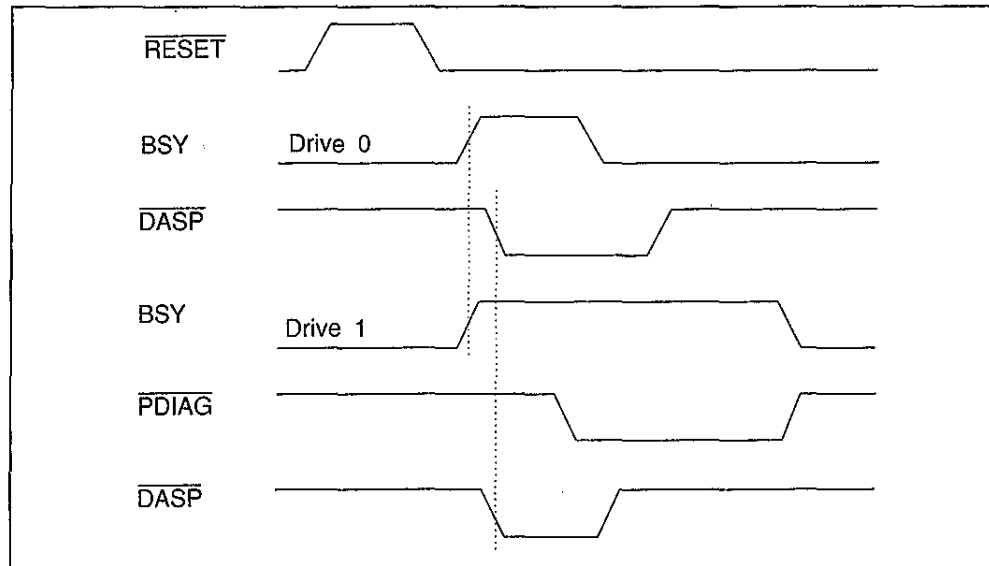 RESET
BSY Drive 0
DASP
BSY Drive 1
PDIAG
DASP